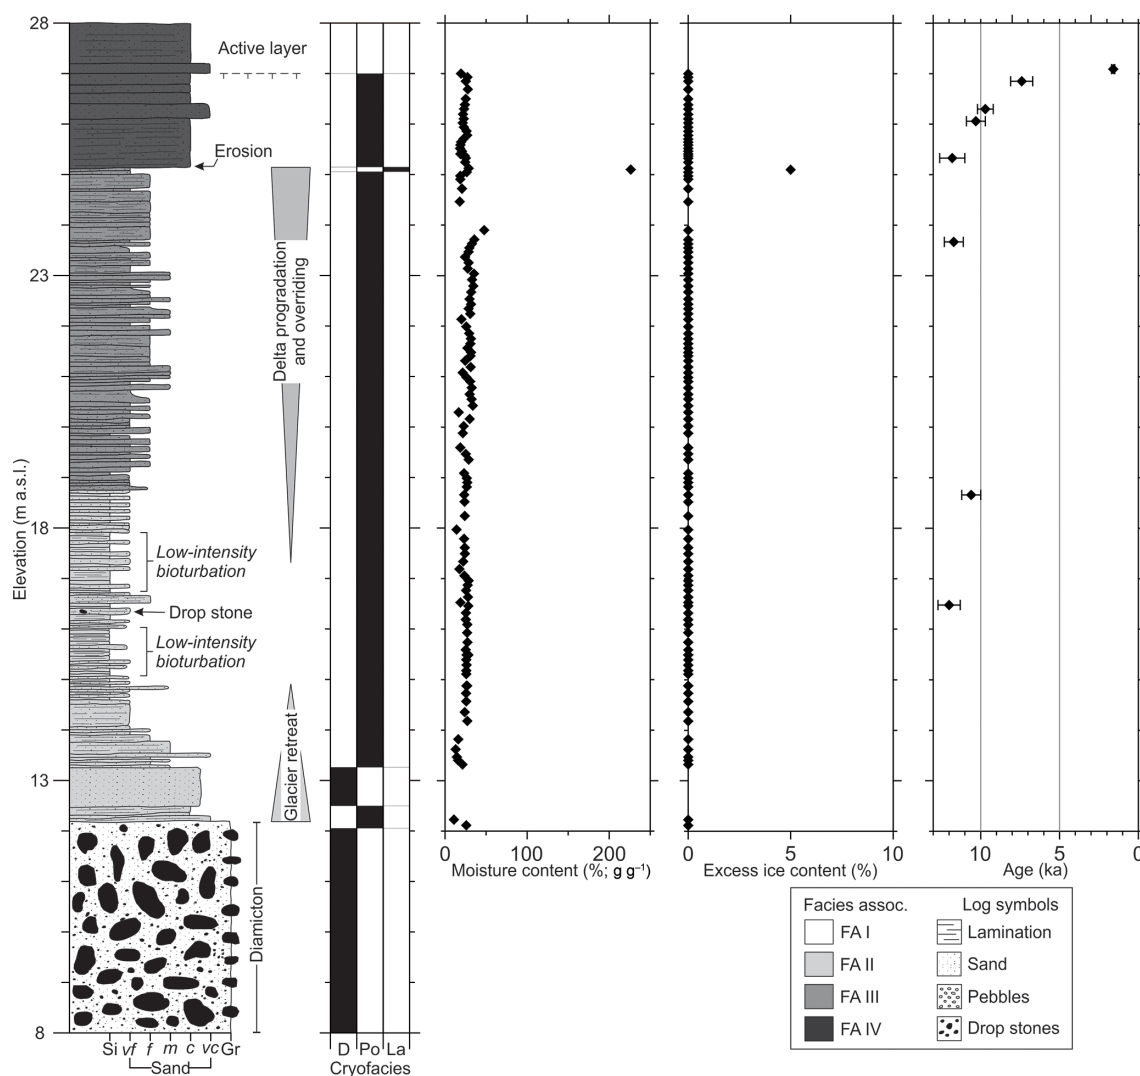 28
Active layer
Erosion
23
Delta progradation
and overriding
Elevation (m a.s.l.)
18
Low-intensity
bioturbation
Drop stone
Low-intensity
bioturbation
Glacier retreat
13
Diamicton
8
Si vf f m c vc Gr
Sand
D Po La
Cryofacies
0 100 200
Moisture content (%; g g⁻¹)
0 5 10
Excess ice content (%)
10 5 0
Age (ka)
Facies assoc.
FA I
FA II
FA III
FA IV
Log symbols
Lamination
Sand
Pebbles
Drop stones